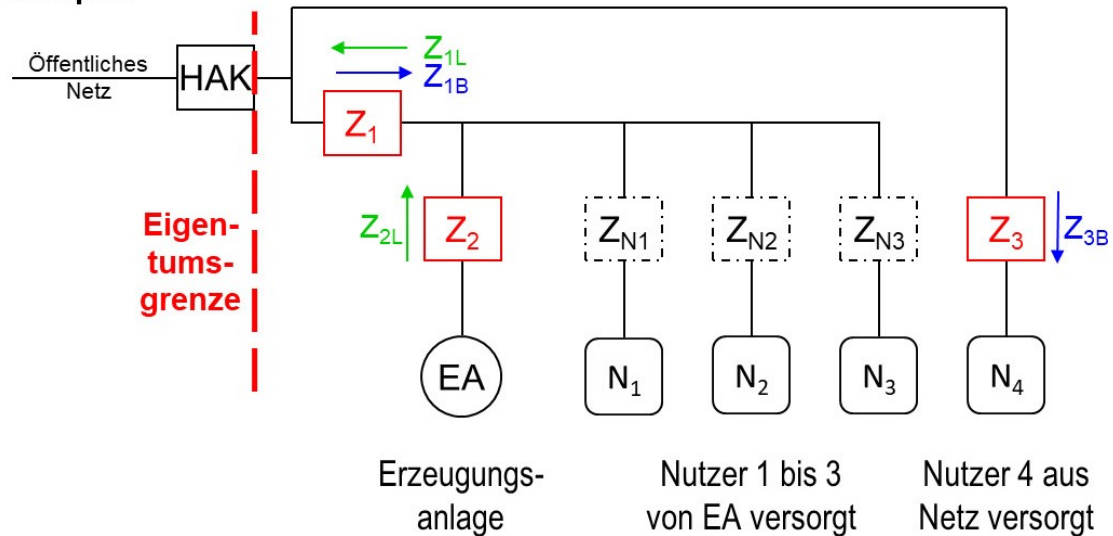 Öffentliches
Netz
HAK
Z1L
Z1B
Z1
Eigen-
tums-
grenze
Z2L
Z2
ZN1
ZN2
ZN3
Z3
Z3B
EA
N1
N2
N3
N4
Erzeugungs-
anlage
Nutzer 1 bis 3
von EA versorgt
Nutzer 4 aus
Netz versorgt